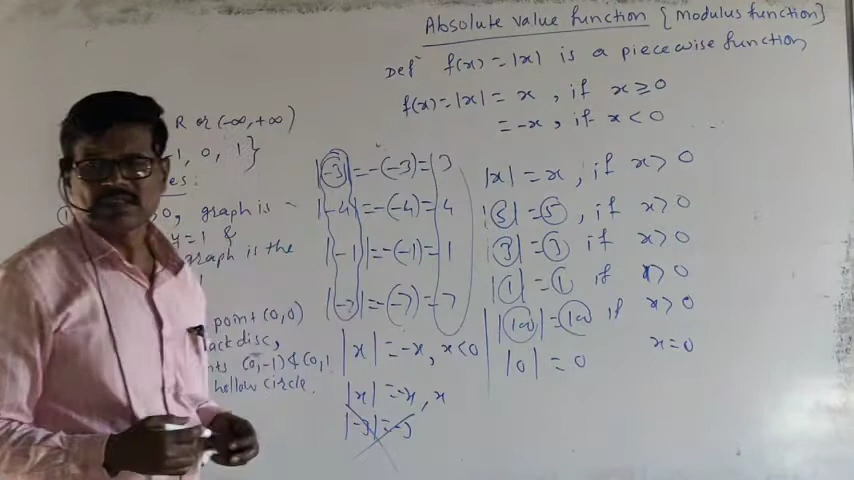 Absolute value function { Modulus function }
Def f(x) = |x| is a piecewise function
f(x) = |x| = x , if x ≥ 0
= -x , if x < 0
R or (-∞, +∞)
-1, 0, 1}
es:
0, graph is -
y = 1 &
graph is the
point (0,0)
ack disc,
nts (0,-1) & (0,1
hollow circle.
|-3| = -(-3) = 3
|-4| = -(-4) = 4
|-1| = -(-1) = 1
|-7| = -(-7) = 7
|x| = -x, x < 0
|x| = -x, x
|-3| = -3
|x| = x , if x > 0
|5| = 5 , if x > 0
|3| = 3 if x > 0
|1| = 1 if x > 0
|100| = 100 if x > 0
|0| = 0 x = 0